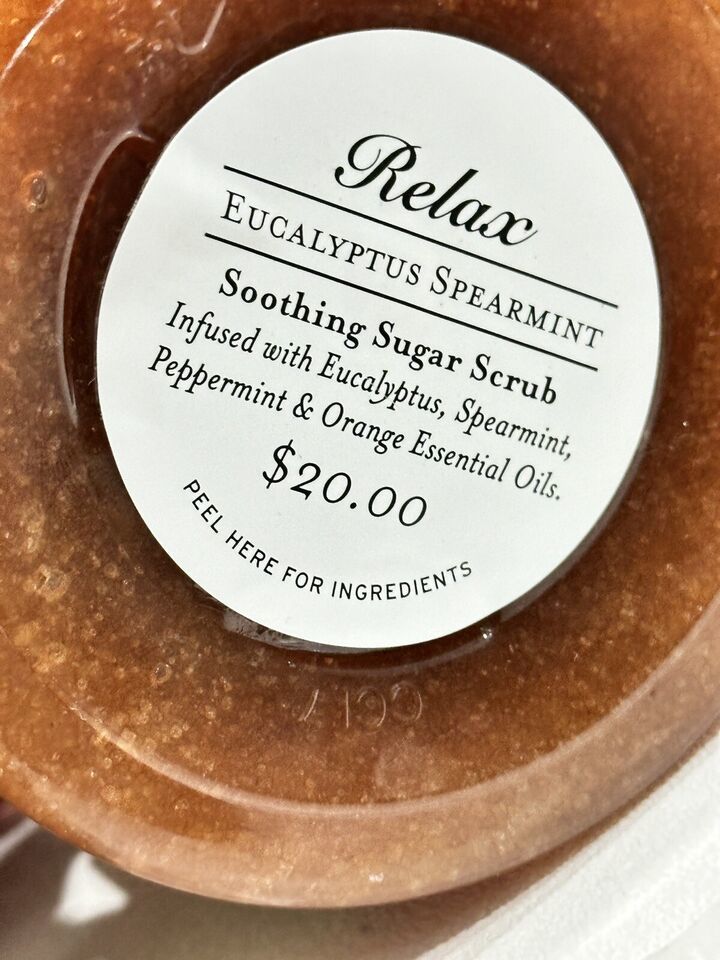 Relax
EUCALYPTUS SPEARMINT
Soothing Sugar Scrub
Infused with Eucalyptus, Spearmint,
Peppermint & Orange Essential Oils.
$20.00
PEEL HERE FOR INGREDIENTS